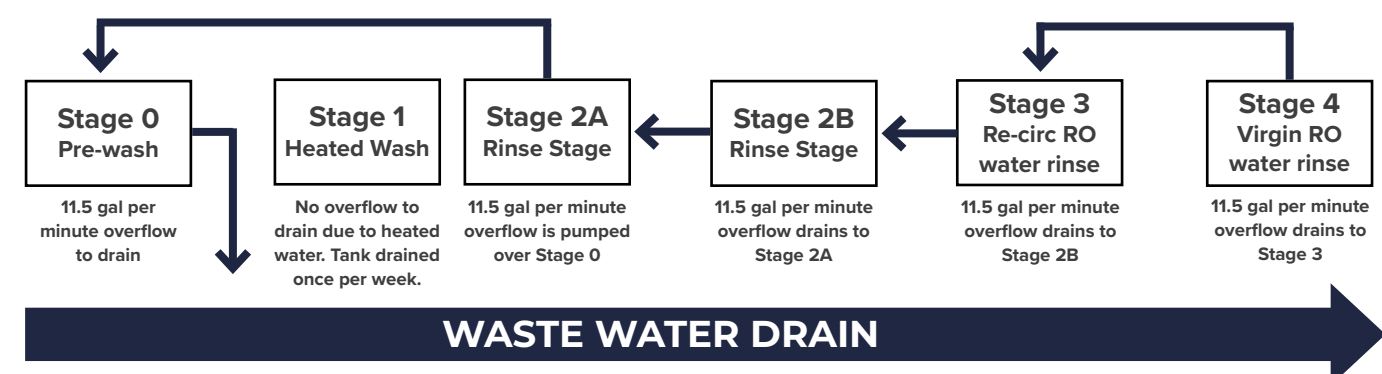 Stage 0
Pre-wash
11.5 gal per
minute overflow
to drain
Stage 1
Heated Wash
No overflow to
drain due to heated
water. Tank drained
once per week.
Stage 2A
Rinse Stage
11.5 gal per minute
overflow is pumped
over Stage 0
Stage 2B
Rinse Stage
11.5 gal per minute
overflow drains to
Stage 2A
Stage 3
Re-circ RO
water rinse
11.5 gal per minute
overflow drains to
Stage 2B
Stage 4
Virgin RO
water rinse
11.5 gal per minute
overflow drains to
Stage 3
WASTE WATER DRAIN